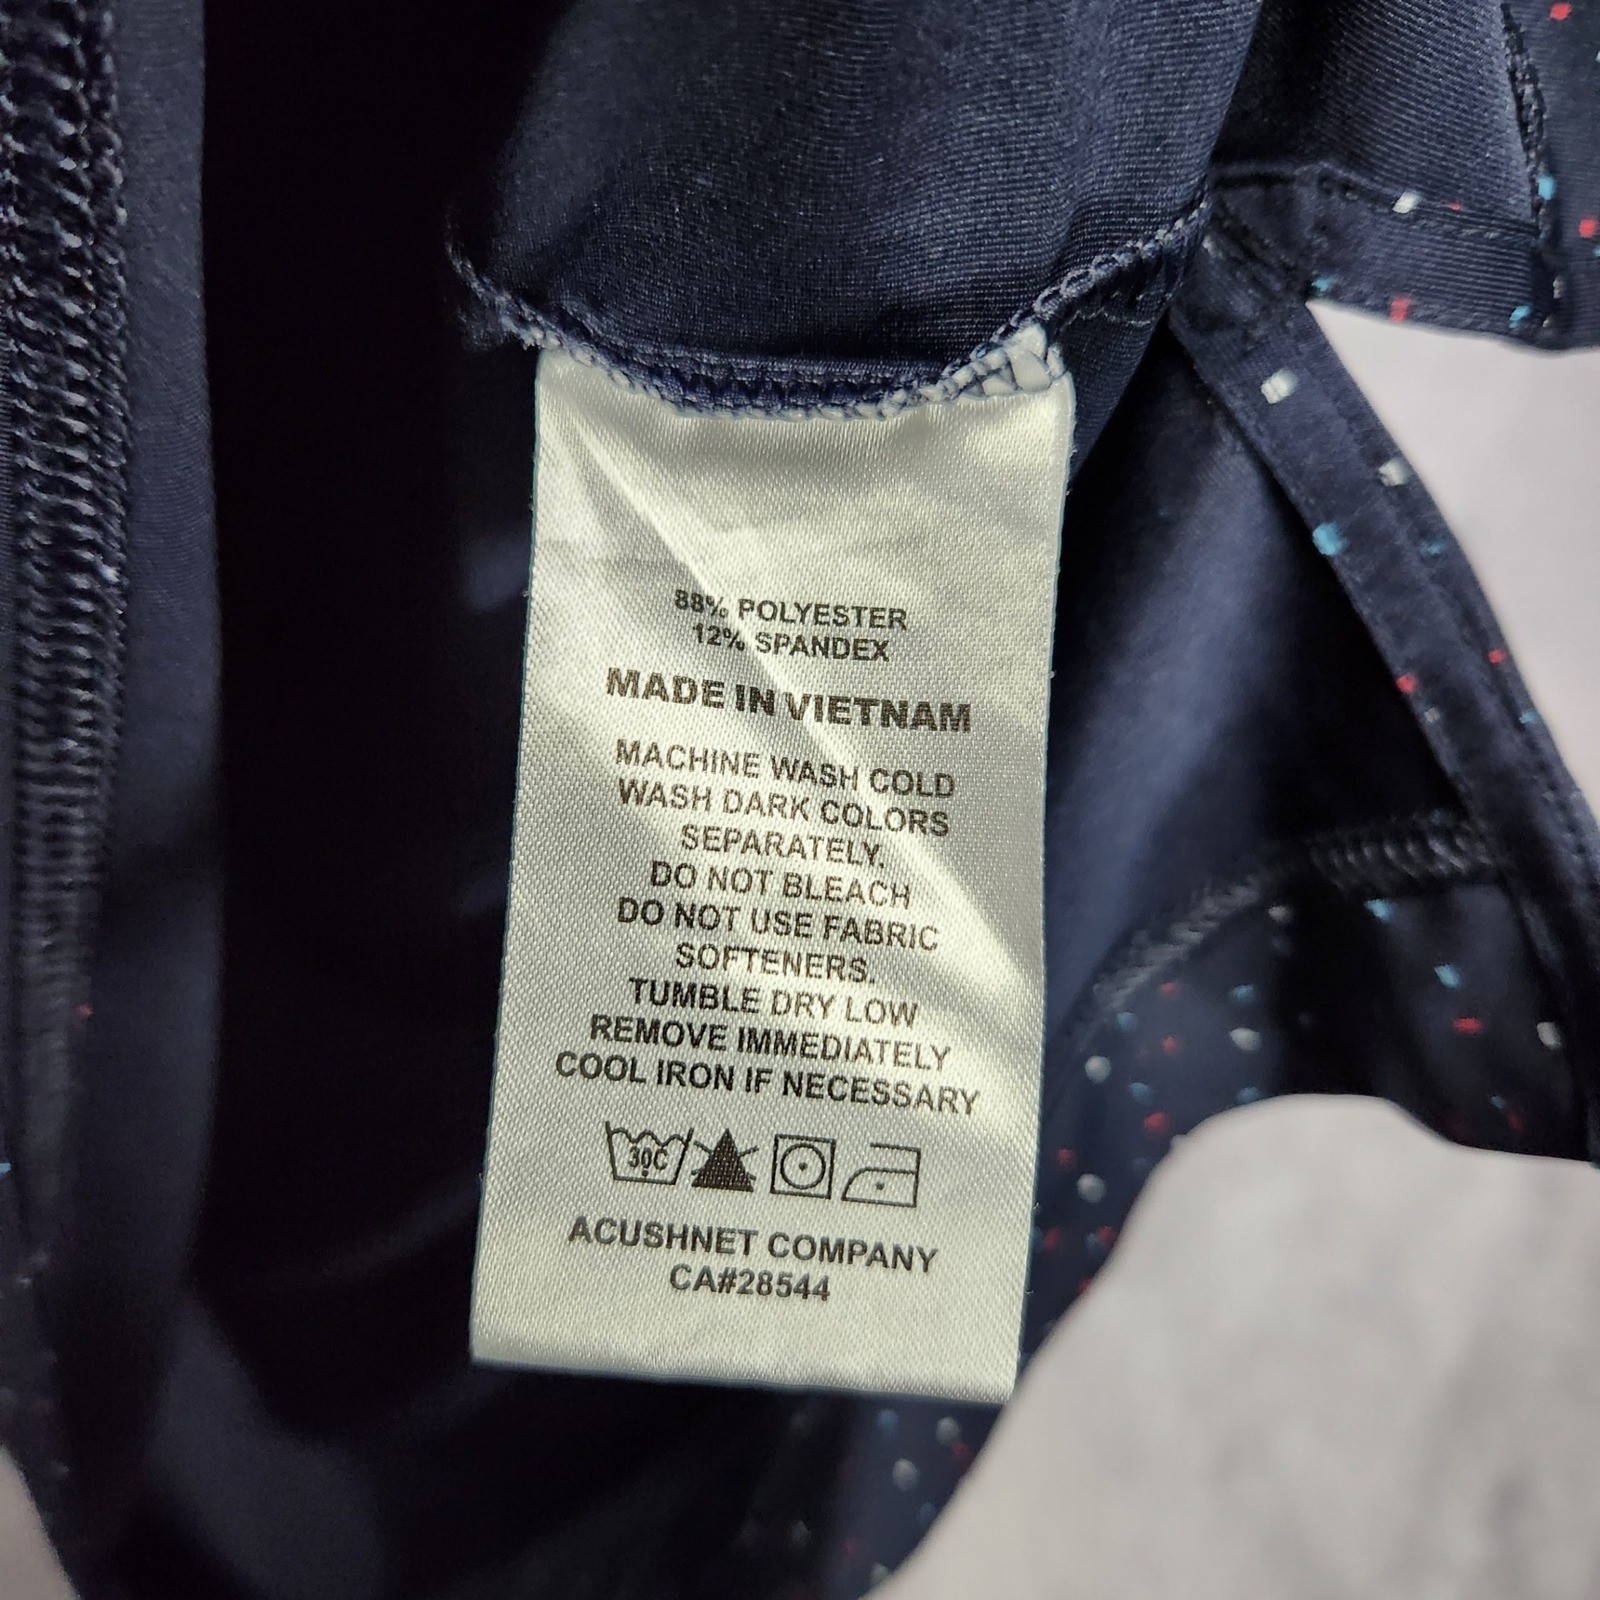 88% POLYESTER
12% SPANDEX
MADE IN VIETNAM
MACHINE WASH COLD
WASH DARK COLORS
SEPARATELY.
DO NOT BLEACH
DO NOT USE FABRIC
SOFTENERS.
TUMBLE DRY LOW
REMOVE IMMEDIATELY
COOL IRON IF NECESSARY
30C
ACUSHNET COMPANY
CA#28544